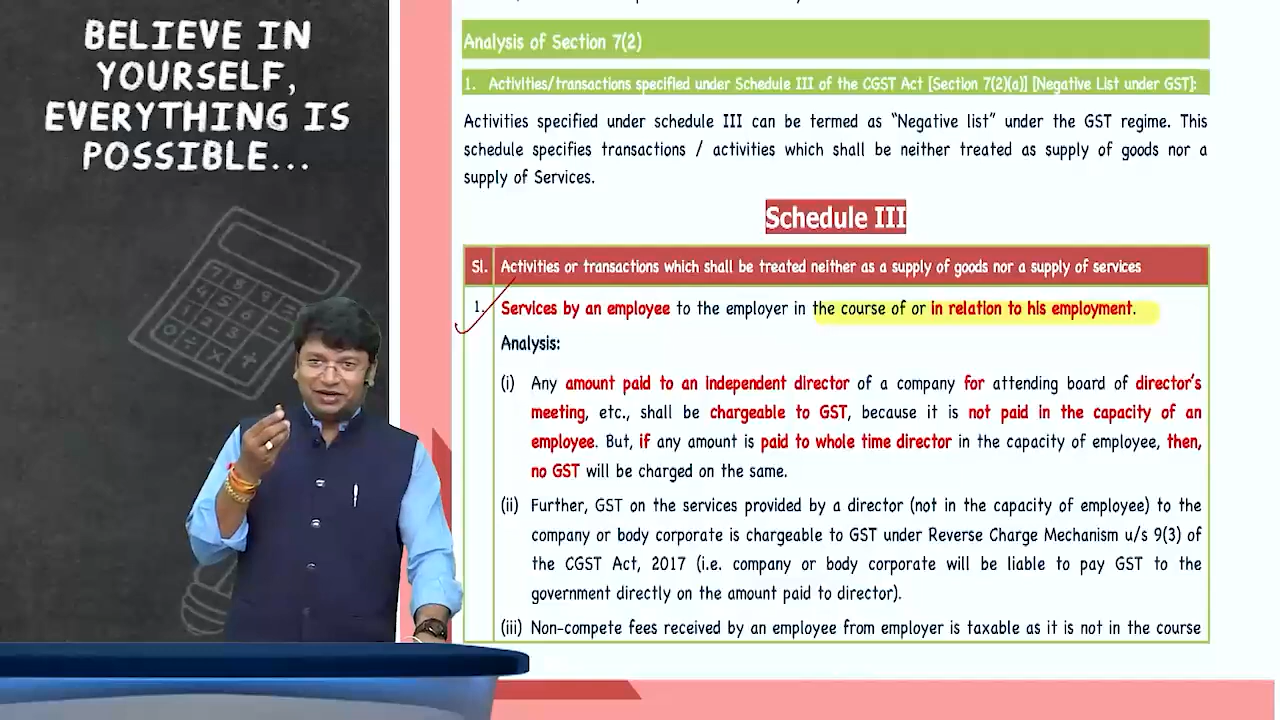 BELIEVE IN
YOURSELF,
EVERYTHING IS
POSSIBLE...
Analysis of Section 7(2)
1. Activities/transactions specified under Schedule III of the CGST Act [Section 7(2)(a)] [Negative List under GST]:
Activities specified under schedule III can be termed as “Negative list” under the GST regime. This
schedule specifies transactions / activities which shall be neither treated as supply of goods nor a
supply of Services.
Schedule III
Sl. Activities or transactions which shall be treated neither as a supply of goods nor a supply of services
1. Services by an employee to the employer in the course of or in relation to his employment.
Analysis:
(i) Any amount paid to an independent director of a company for attending board of director's
meeting, etc., shall be chargeable to GST, because it is not paid in the capacity of an
employee. But, if any amount is paid to whole time director in the capacity of employee, then,
no GST will be charged on the same.
(ii) Further, GST on the services provided by a director (not in the capacity of employee) to the
company or body corporate is chargeable to GST under Reverse Charge Mechanism u/s 9(3) of
the CGST Act, 2017 (i.e. company or body corporate will be liable to pay GST to the
government directly on the amount paid to director).
(iii) Non-compete fees received by an employee from employer is taxable as it is not in the course